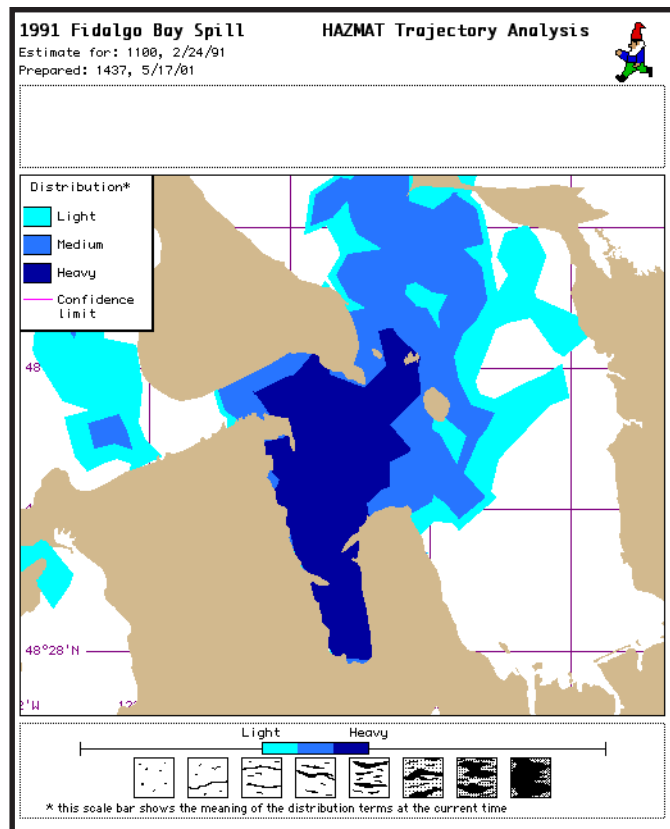 1991 Fidalgo Bay Spill HAZMAT Trajectory Analysis
Estimate for: 1100, 2/24/91
Prepared: 1437, 5/17/01
Distribution*
Light
Medium
Heavy
Confidence
limit
48
48°28'N
Light Heavy
* this scale bar shows the meaning of the distribution terms at the current time